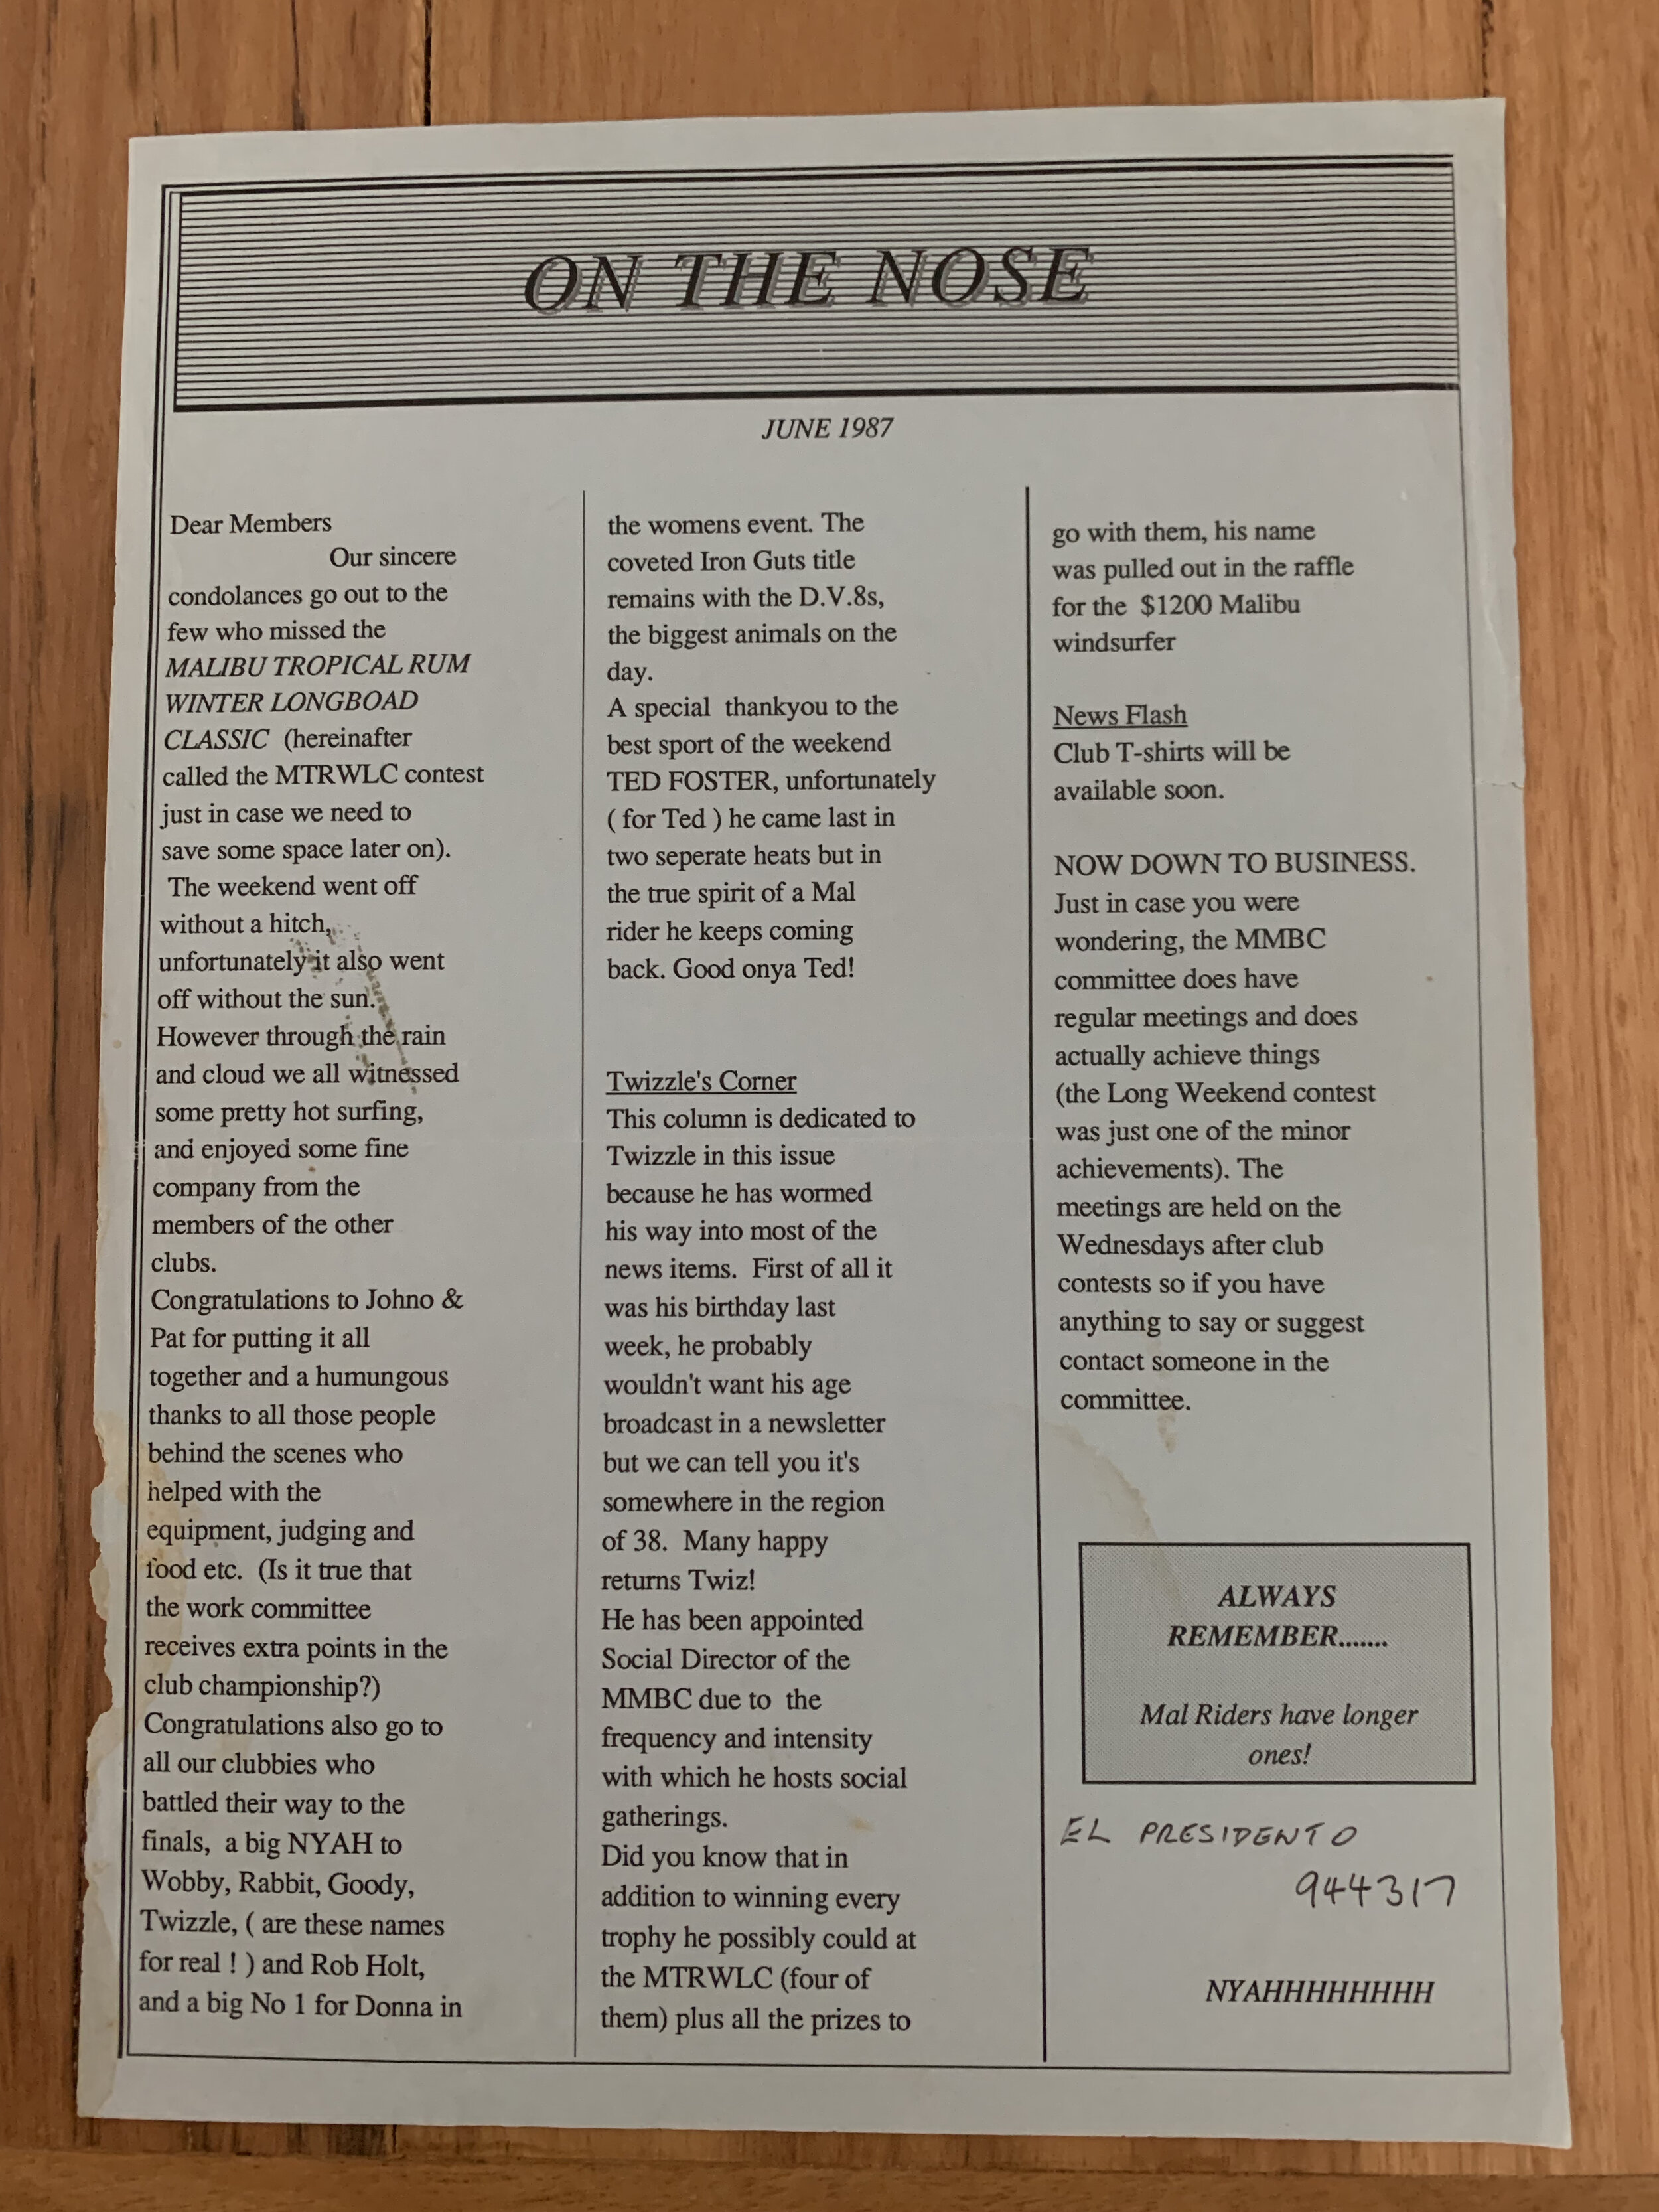 ON THE NOSE
JUNE 1987
Dear Members
Our sincere
condolances go out to the
few who missed the
MALIBU TROPICAL RUM
WINTER LONGBOAD
CLASSIC (hereinafter
called the MTRWLC contest
just in case we need to
save some space later on).
The weekend went off
without a hitch,
unfortunately it also went
off without the sun.
However through the rain
and cloud we all witnessed
some pretty hot surfing,
and enjoyed some fine
company from the
members of the other
clubs.
Congratulations to Johno &
Pat for putting it all
together and a humungous
thanks to all those people
behind the scenes who
helped with the
equipment, judging and
food etc. (Is it true that
the work committee
receives extra points in the
club championship?)
Congratulations also go to
all our clubbies who
battled their way to the
finals, a big NYAH to
Wobby, Rabbit, Goody,
Twizzle, ( are these names
for real ! ) and Rob Holt,
and a big No 1 for Donna in
the womens event. The
coveted Iron Guts title
remains with the D.V.8s,
the biggest animals on the
day.
A special thankyou to the
best sport of the weekend
TED FOSTER, unfortunately
( for Ted ) he came last in
two seperate heats but in
the true spirit of a Mal
rider he keeps coming
back. Good onya Ted!
Twizzle's Corner
This column is dedicated to
Twizzle in this issue
because he has wormed
his way into most of the
news items. First of all it
was his birthday last
week, he probably
wouldn't want his age
broadcast in a newsletter
but we can tell you it's
somewhere in the region
of 38. Many happy
returns Twiz!
He has been appointed
Social Director of the
MMBC due to the
frequency and intensity
with which he hosts social
gatherings.
Did you know that in
addition to winning every
trophy he possibly could at
the MTRWLC (four of
them) plus all the prizes to
go with them, his name
was pulled out in the raffle
for the $1200 Malibu
windsurfer
News Flash
Club T-shirts will be
available soon.
NOW DOWN TO BUSINESS.
Just in case you were
wondering, the MMBC
committee does have
regular meetings and does
actually achieve things
(the Long Weekend contest
was just one of the minor
achievements). The
meetings are held on the
Wednesdays after club
contests so if you have
anything to say or suggest
contact someone in the
committee.
ALWAYS
REMEMBER.......
Mal Riders have longer
ones!
EL PRESIDENTO
944317
NYAHHHHHHHHH